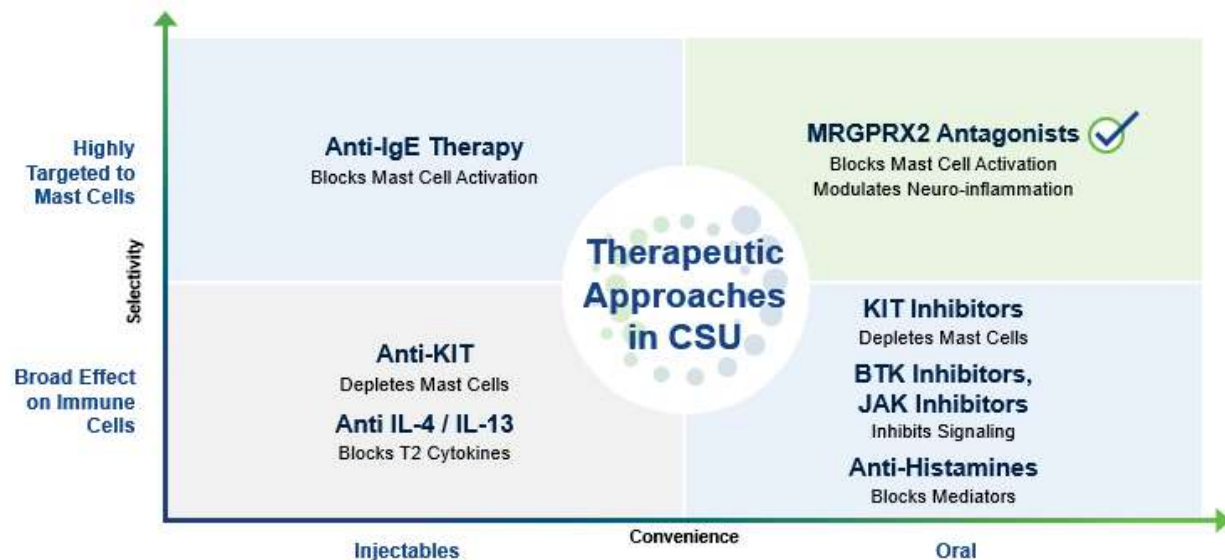 Highly
Targeted to
Mast Cells
Selectivity
Broad Effect
on Immune
Cells
Anti-IgE Therapy
Blocks Mast Cell Activation
MRGPRX2 Antagonists
Blocks Mast Cell Activation
Modulates Neuro-inflammation
Therapeutic
Approaches
in CSU
Anti-KIT
Depletes Mast Cells
Anti IL-4 / IL-13
Blocks T2 Cytokines
KIT Inhibitors
Depletes Mast Cells
BTK Inhibitors,
JAK Inhibitors
Inhibits Signaling
Anti-Histamines
Blocks Mediators
Injectables
Convenience
Oral